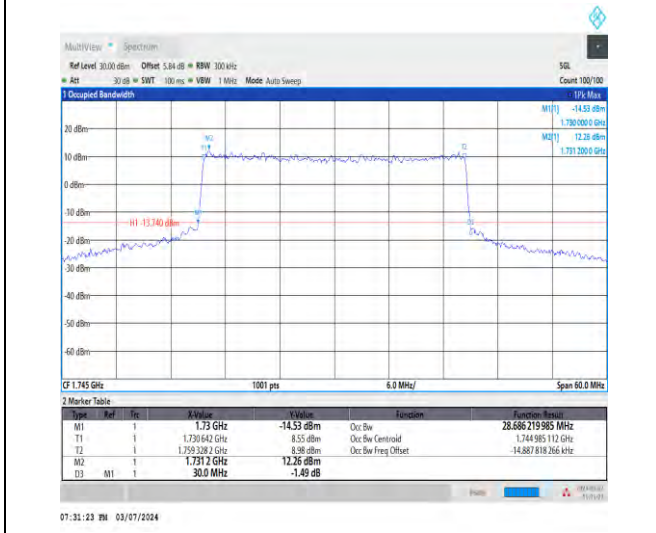 MultiView Spectrum
Ref Level 30.00 dBm Offset 5.84 dB RBW 300 kHz SGL
Att 30 dB SWT 100 ms VBW 1 MHz Mode Auto Sweep Count 100/100
1 Occupied Bandwidth 1Pk Max
M1[1] -14.53 dBm
1.730 000 0 GHz
M2[1] 12.26 dBm
1.731 200 0 GHz
20 dBm
M2
T1 T2
10 dBm
0 dBm
-10 dBm
H1 -13.740 dBm
-20 dBm
-30 dBm
-40 dBm
-50 dBm
-60 dBm
CF 1.745 GHz 1001 pts 6.0 MHz/ Span 60.0 MHz
2 Marker Table
Type Ref Trc X-Value Y-Value Function Function Result
M1 1 1.73 GHz -14.53 dBm Occ Bw 28.686 219 985 MHz
T1 1 1.730 642 GHz 8.55 dBm Occ Bw Centroid 1.744 985 112 GHz
T2 1 1.759 328 2 GHz 8.98 dBm Occ Bw Freq Offset -14.887 818 266 kHz
M2 1 1.731 2 GHz 12.26 dBm
D3 M1 1 30.0 MHz -1.49 dB
07:31:23 PM 03/07/2024